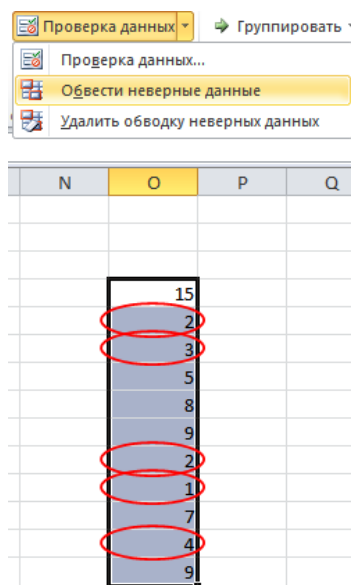 Проверка данных Группировать
Проверка данных...
Обвести неверные данные
Удалить обводку неверных данных
N O P Q
15
2
3
5
8
9
2
1
7
4
9